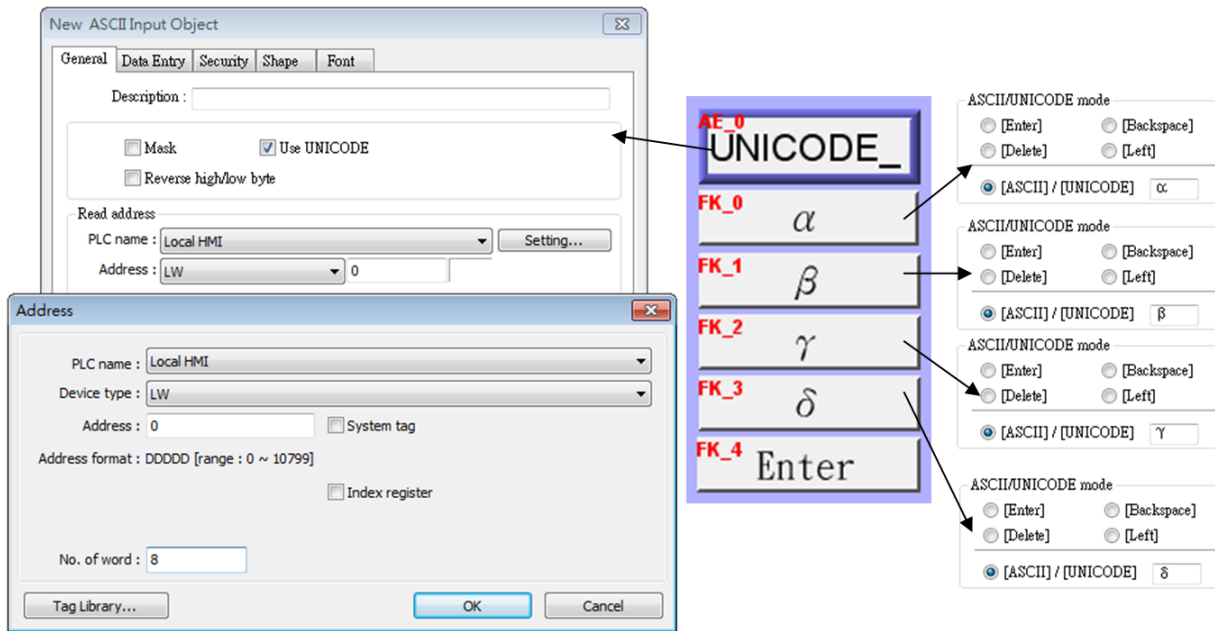 New ASCII Input Object
General Data Entry Security Shape Font
Description :
Mask Use UNICODE
Reverse high/low byte
Read address
PLC name : Local HMI Setting...
Address : LW 0
Address
PLC name : Local HMI
Device type : LW
Address : 0 System tag
Address format : DDDDD [range : 0 ~ 10799]
Index register
No. of word : 8
Tag Library... OK Cancel
AE_0
UNICODE_
FK_0
α
FK_1
β
FK_2
γ
FK_3
δ
FK_4
Enter
ASCII/UNICODE mode
[Enter] [Backspace]
[Delete] [Left]
[ASCII] / [UNICODE] α
ASCII/UNICODE mode
[Enter] [Backspace]
[Delete] [Left]
[ASCII] / [UNICODE] β
ASCII/UNICODE mode
[Enter] [Backspace]
[Delete] [Left]
[ASCII] / [UNICODE] γ
ASCII/UNICODE mode
[Enter] [Backspace]
[Delete] [Left]
[ASCII] / [UNICODE] δ